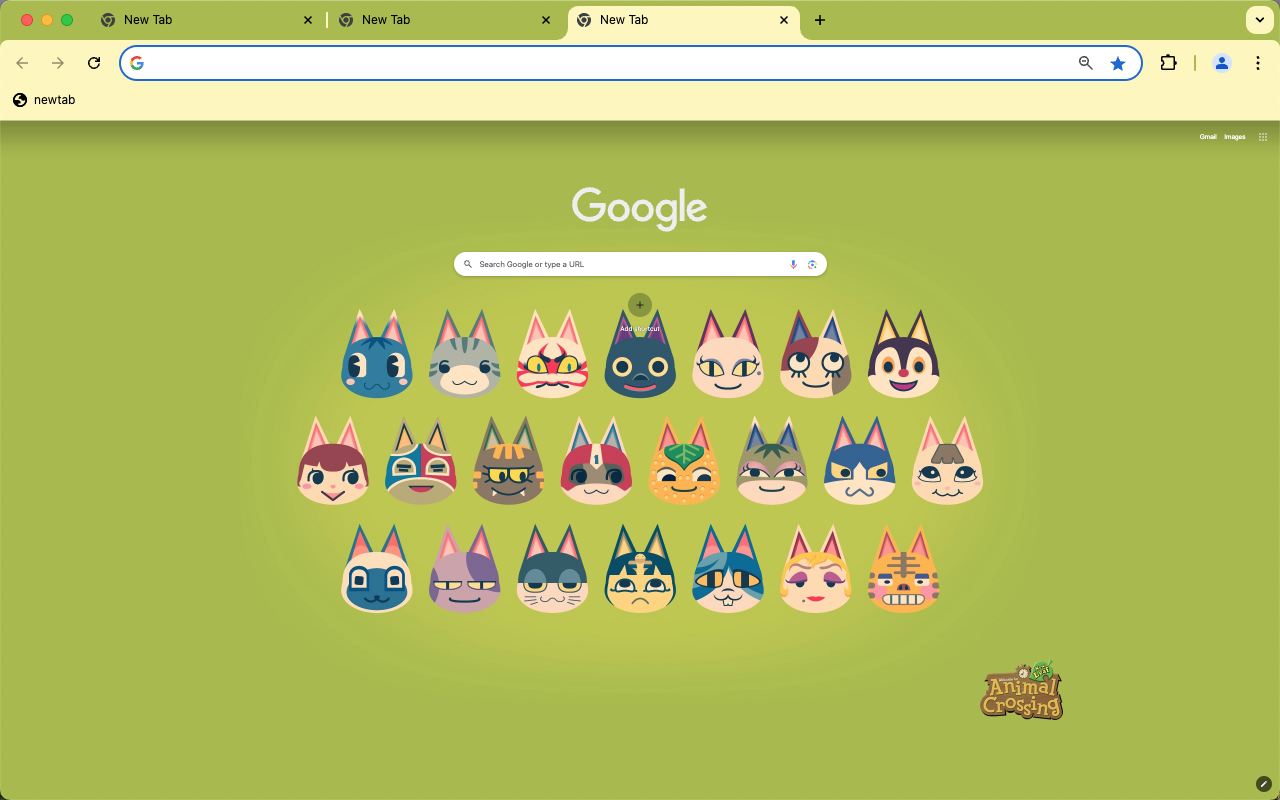 New Tab
New Tab
New Tab
newtab
Gmail Images
Google
Search Google or type a URL
Add shortcut
Animal
Crossing